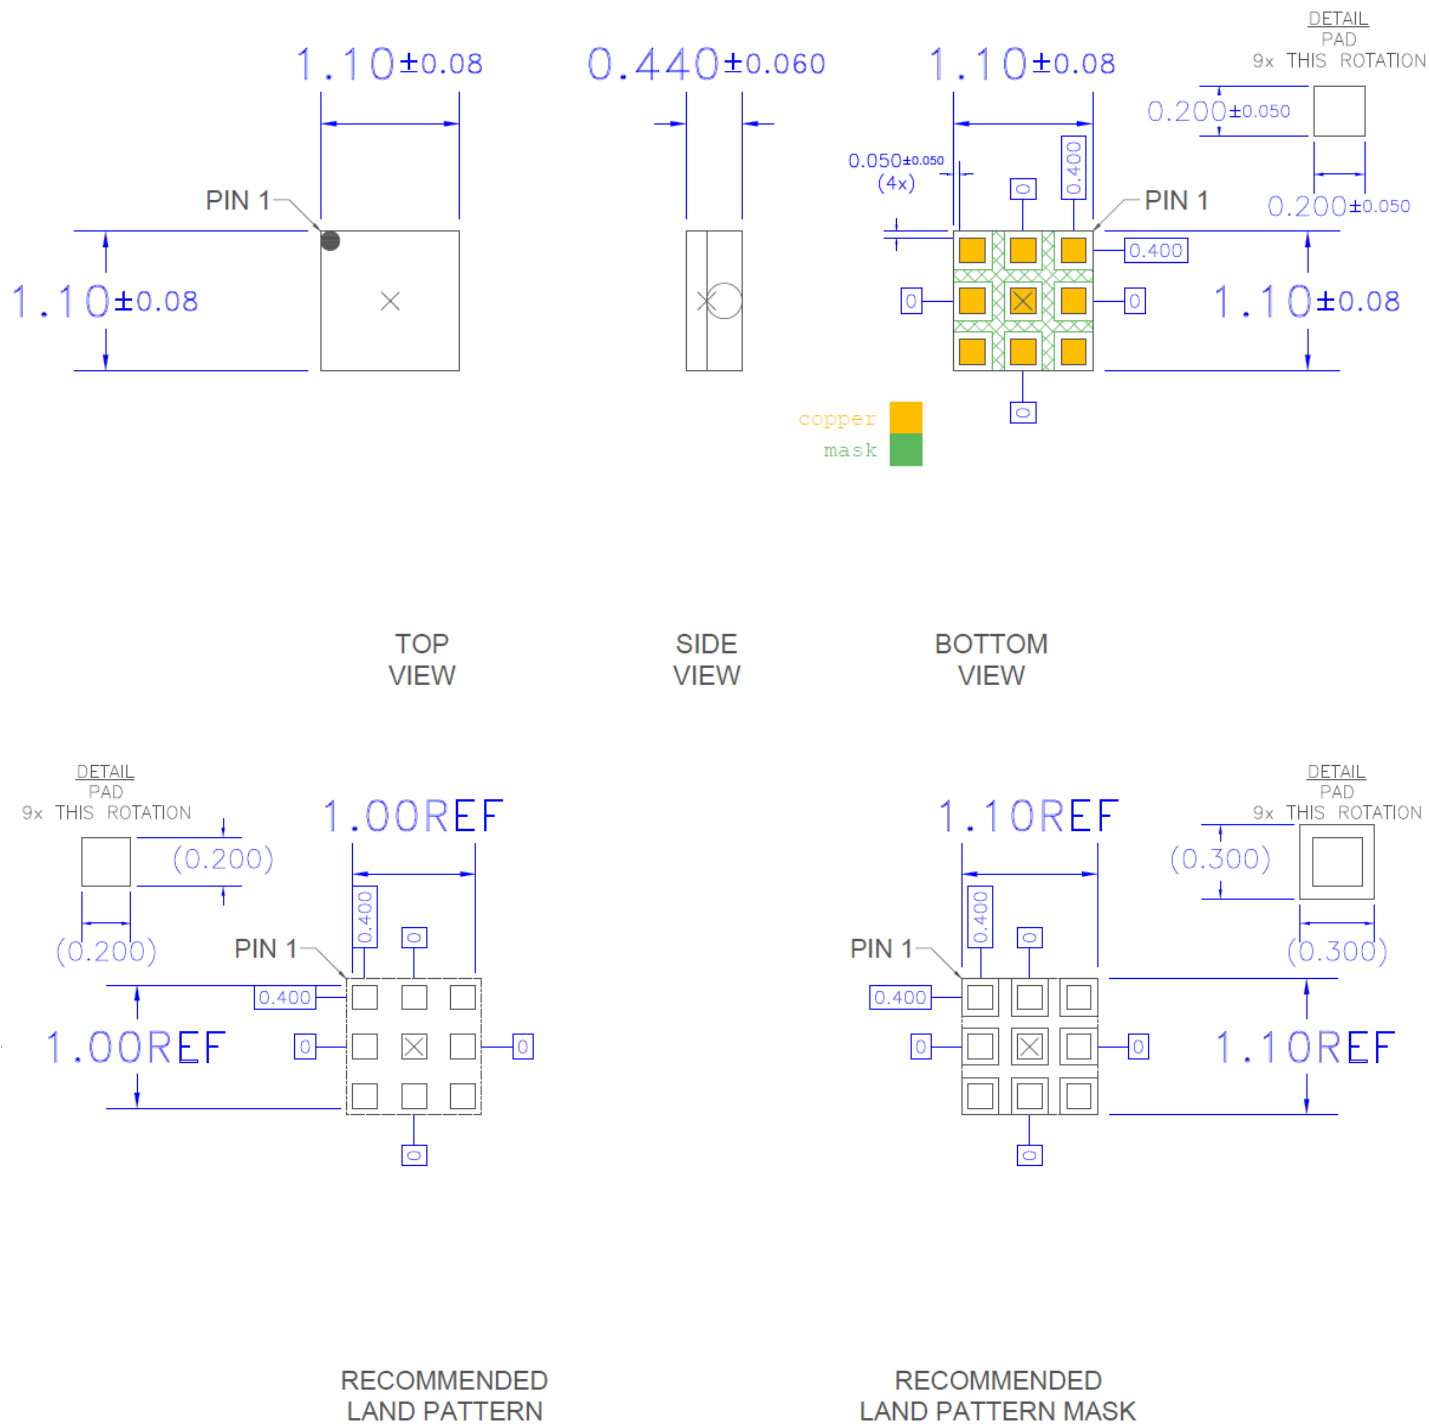 DETAIL
PAD
9x THIS ROTATION
1.10±0.08
0.440±0.060
1.10±0.08
0.200±0.050
0.050±0.050
(4x)
0.400
0
PIN 1
PIN 1
0.200±0.050
0.400
1.10±0.08
0
0
1.10±0.08
0
copper
mask
TOP
VIEW
SIDE
VIEW
BOTTOM
VIEW
DETAIL
PAD
9x THIS ROTATION
1.00REF
(0.200)
(0.200)
0.400
0
PIN 1
0.400
1.00REF
0
0
0
DETAIL
PAD
9x THIS ROTATION
1.10REF
(0.300)
(0.300)
0.400
0
PIN 1
0.400
0
0
1.10REF
0
RECOMMENDED
LAND PATTERN
RECOMMENDED
LAND PATTERN MASK